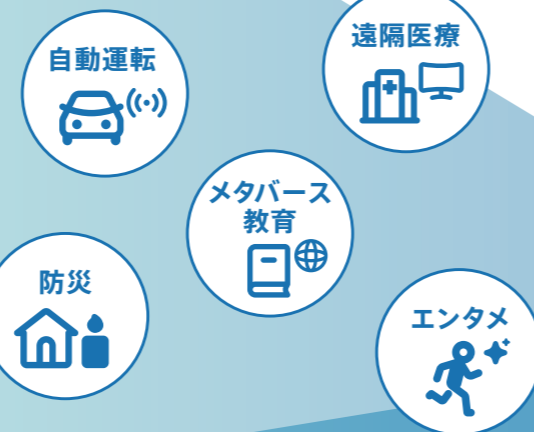 自動運転
遠隔医療
メタバース
教育
防災
エンタメ